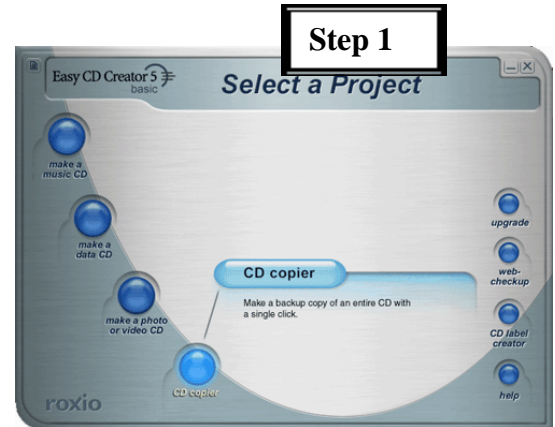 Step 1
Easy CD Creator 5
basic
Select a Project
make a
music CD
make a
data CD
make a photo
or video CD
CD copier
CD copier
Make a backup copy of an entire CD with
a single click.
upgrade
web-
checkup
CD label
creator
help
roxio